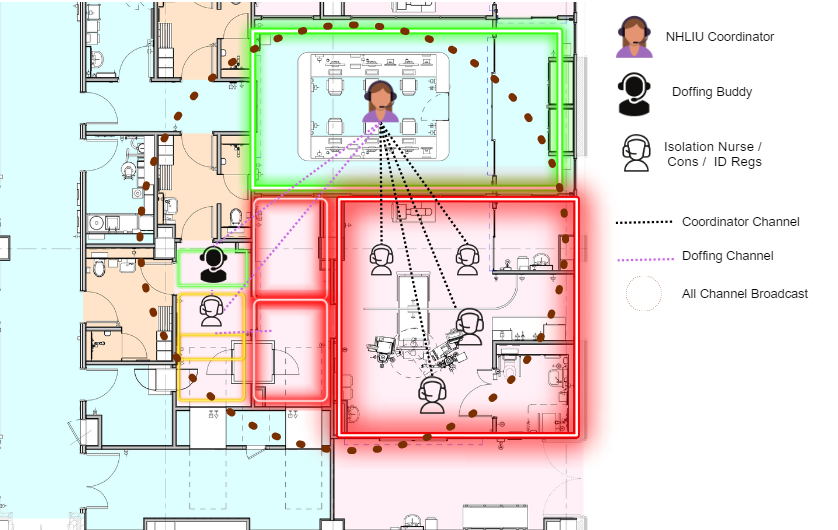 NHLIU Coordinator
Doffing Buddy
Isolation Nurse /
Cons / ID Regs
Coordinator Channel
Doffing Channel
All Channel Broadcast